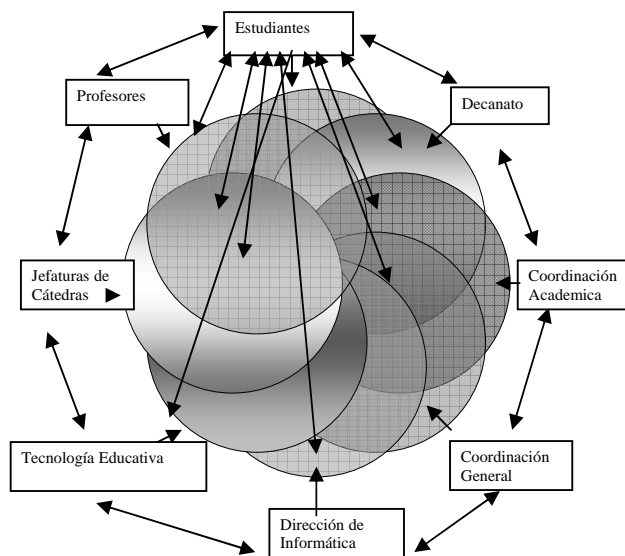 Estudiantes
Profesores
Decanato
Jefaturas de
Cátedras
Coordinación
Academica
Tecnología Educativa
Coordinación
General
Dirección de
Informática